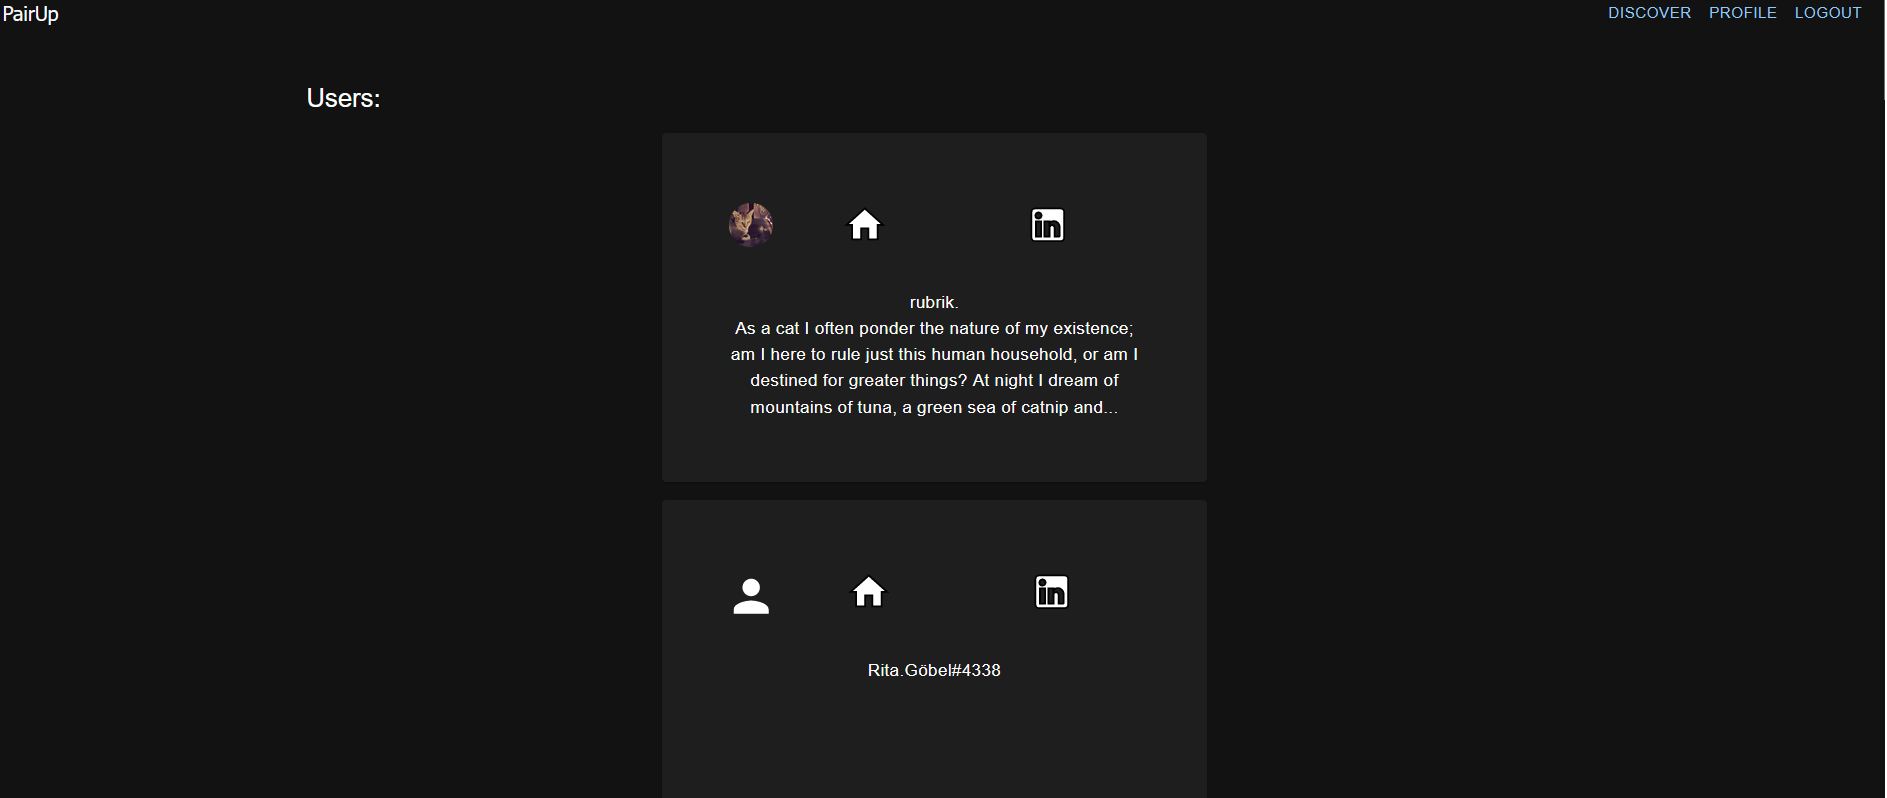 PairUp
DISCOVER PROFILE LOGOUT
Users:
in
rubrik.
As a cat I often ponder the nature of my existence;
am I here to rule just this human household, or am I
destined for greater things? At night I dream of
mountains of tuna, a green sea of catnip and...
in
Rita.Göbel#4338